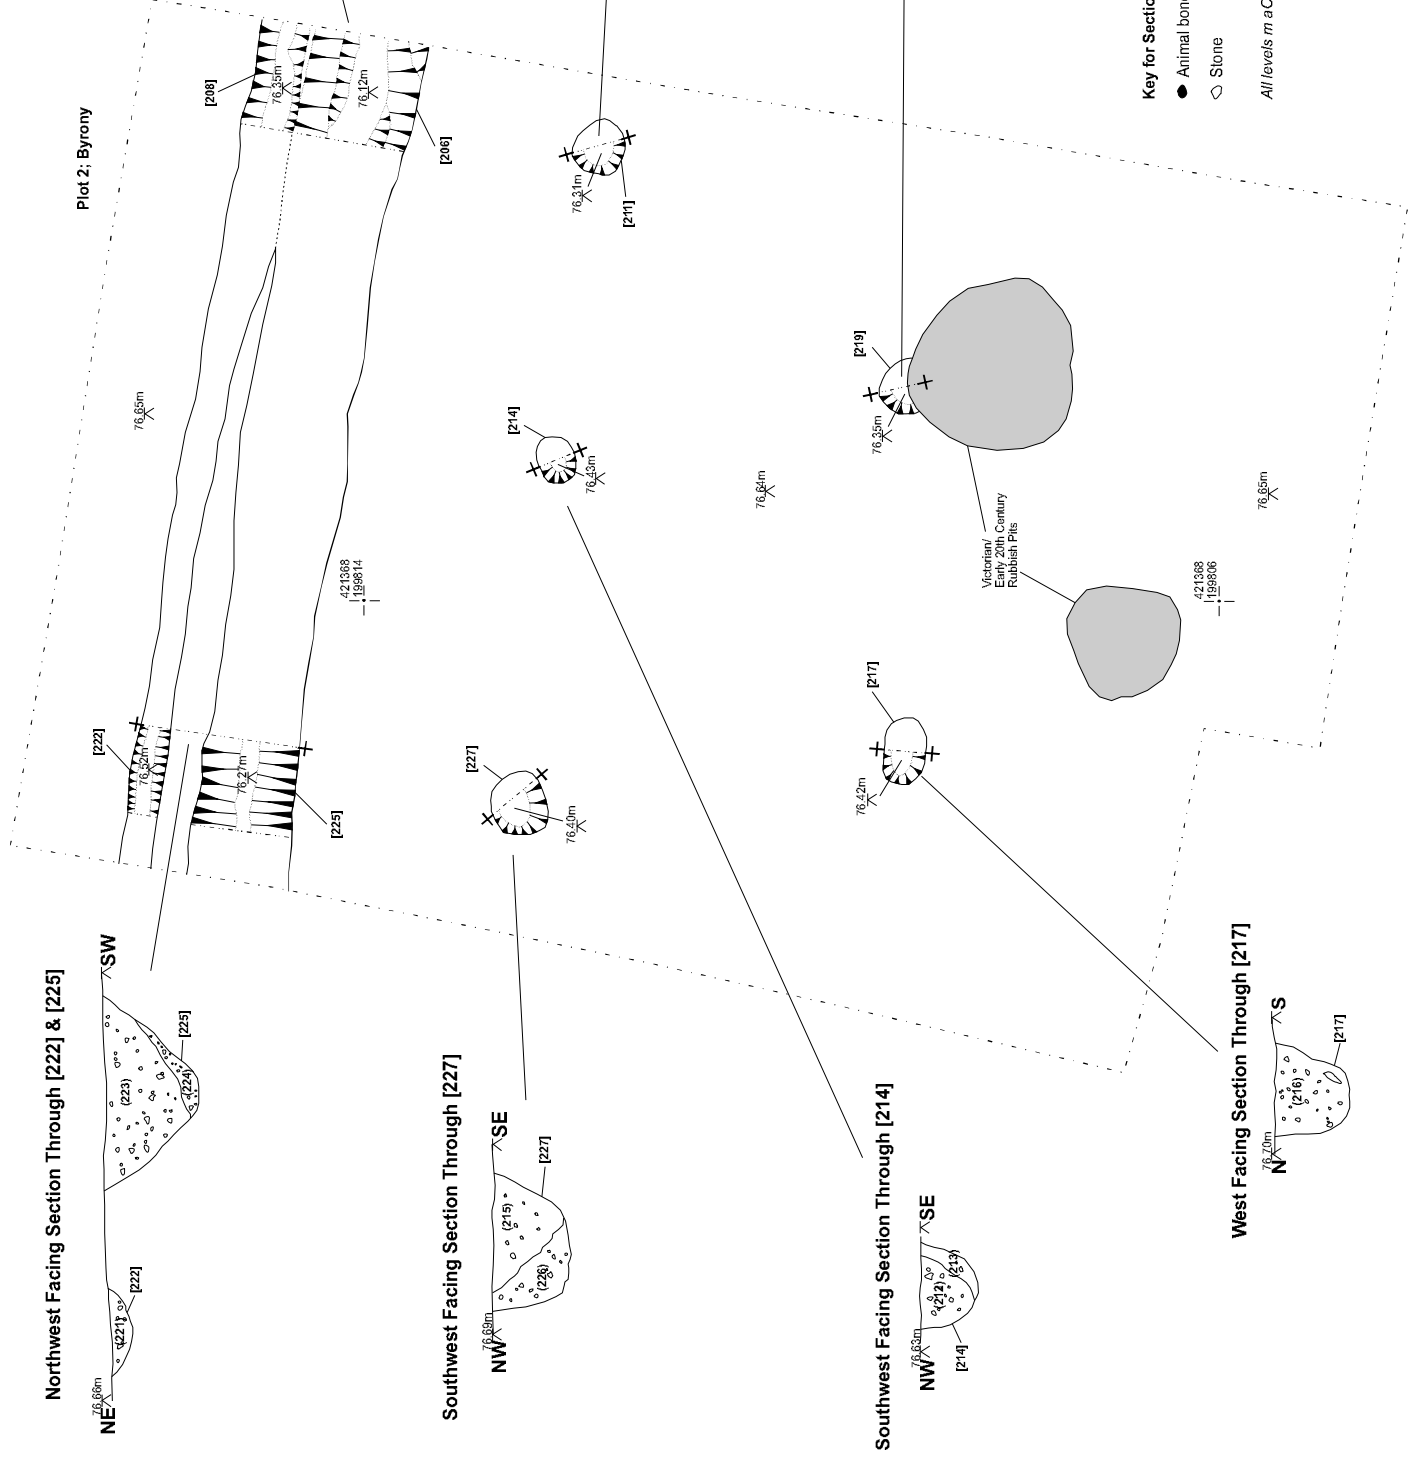 Plot 2; Byrony
[208]
76.35m
76.12m
[206]
76.31m
[211]
76.65m
[214]
76.43m
[219]
76.35m
76.64m
76.65m
421368
199814
Victorian/
Early 20th Century
Rubbish Pits
421368
199806
[222]
76.52m
76.27m
[225]
[227]
76.40m
[217]
76.42m
Northwest Facing Section Through [222] & [225]
NE
76.66m
(221)
[222]
(223)
(224)
[225]
SW
Southwest Facing Section Through [227]
NW
76.69m
(226)
(215)
[227]
SE
Southwest Facing Section Through [214]
NW
76.63m
[214]
(212)
(213)
SE
West Facing Section Through [217]
N
76.70m
(216)
[217]
S
Key for Sectio
Animal bon
Stone
All levels m aO